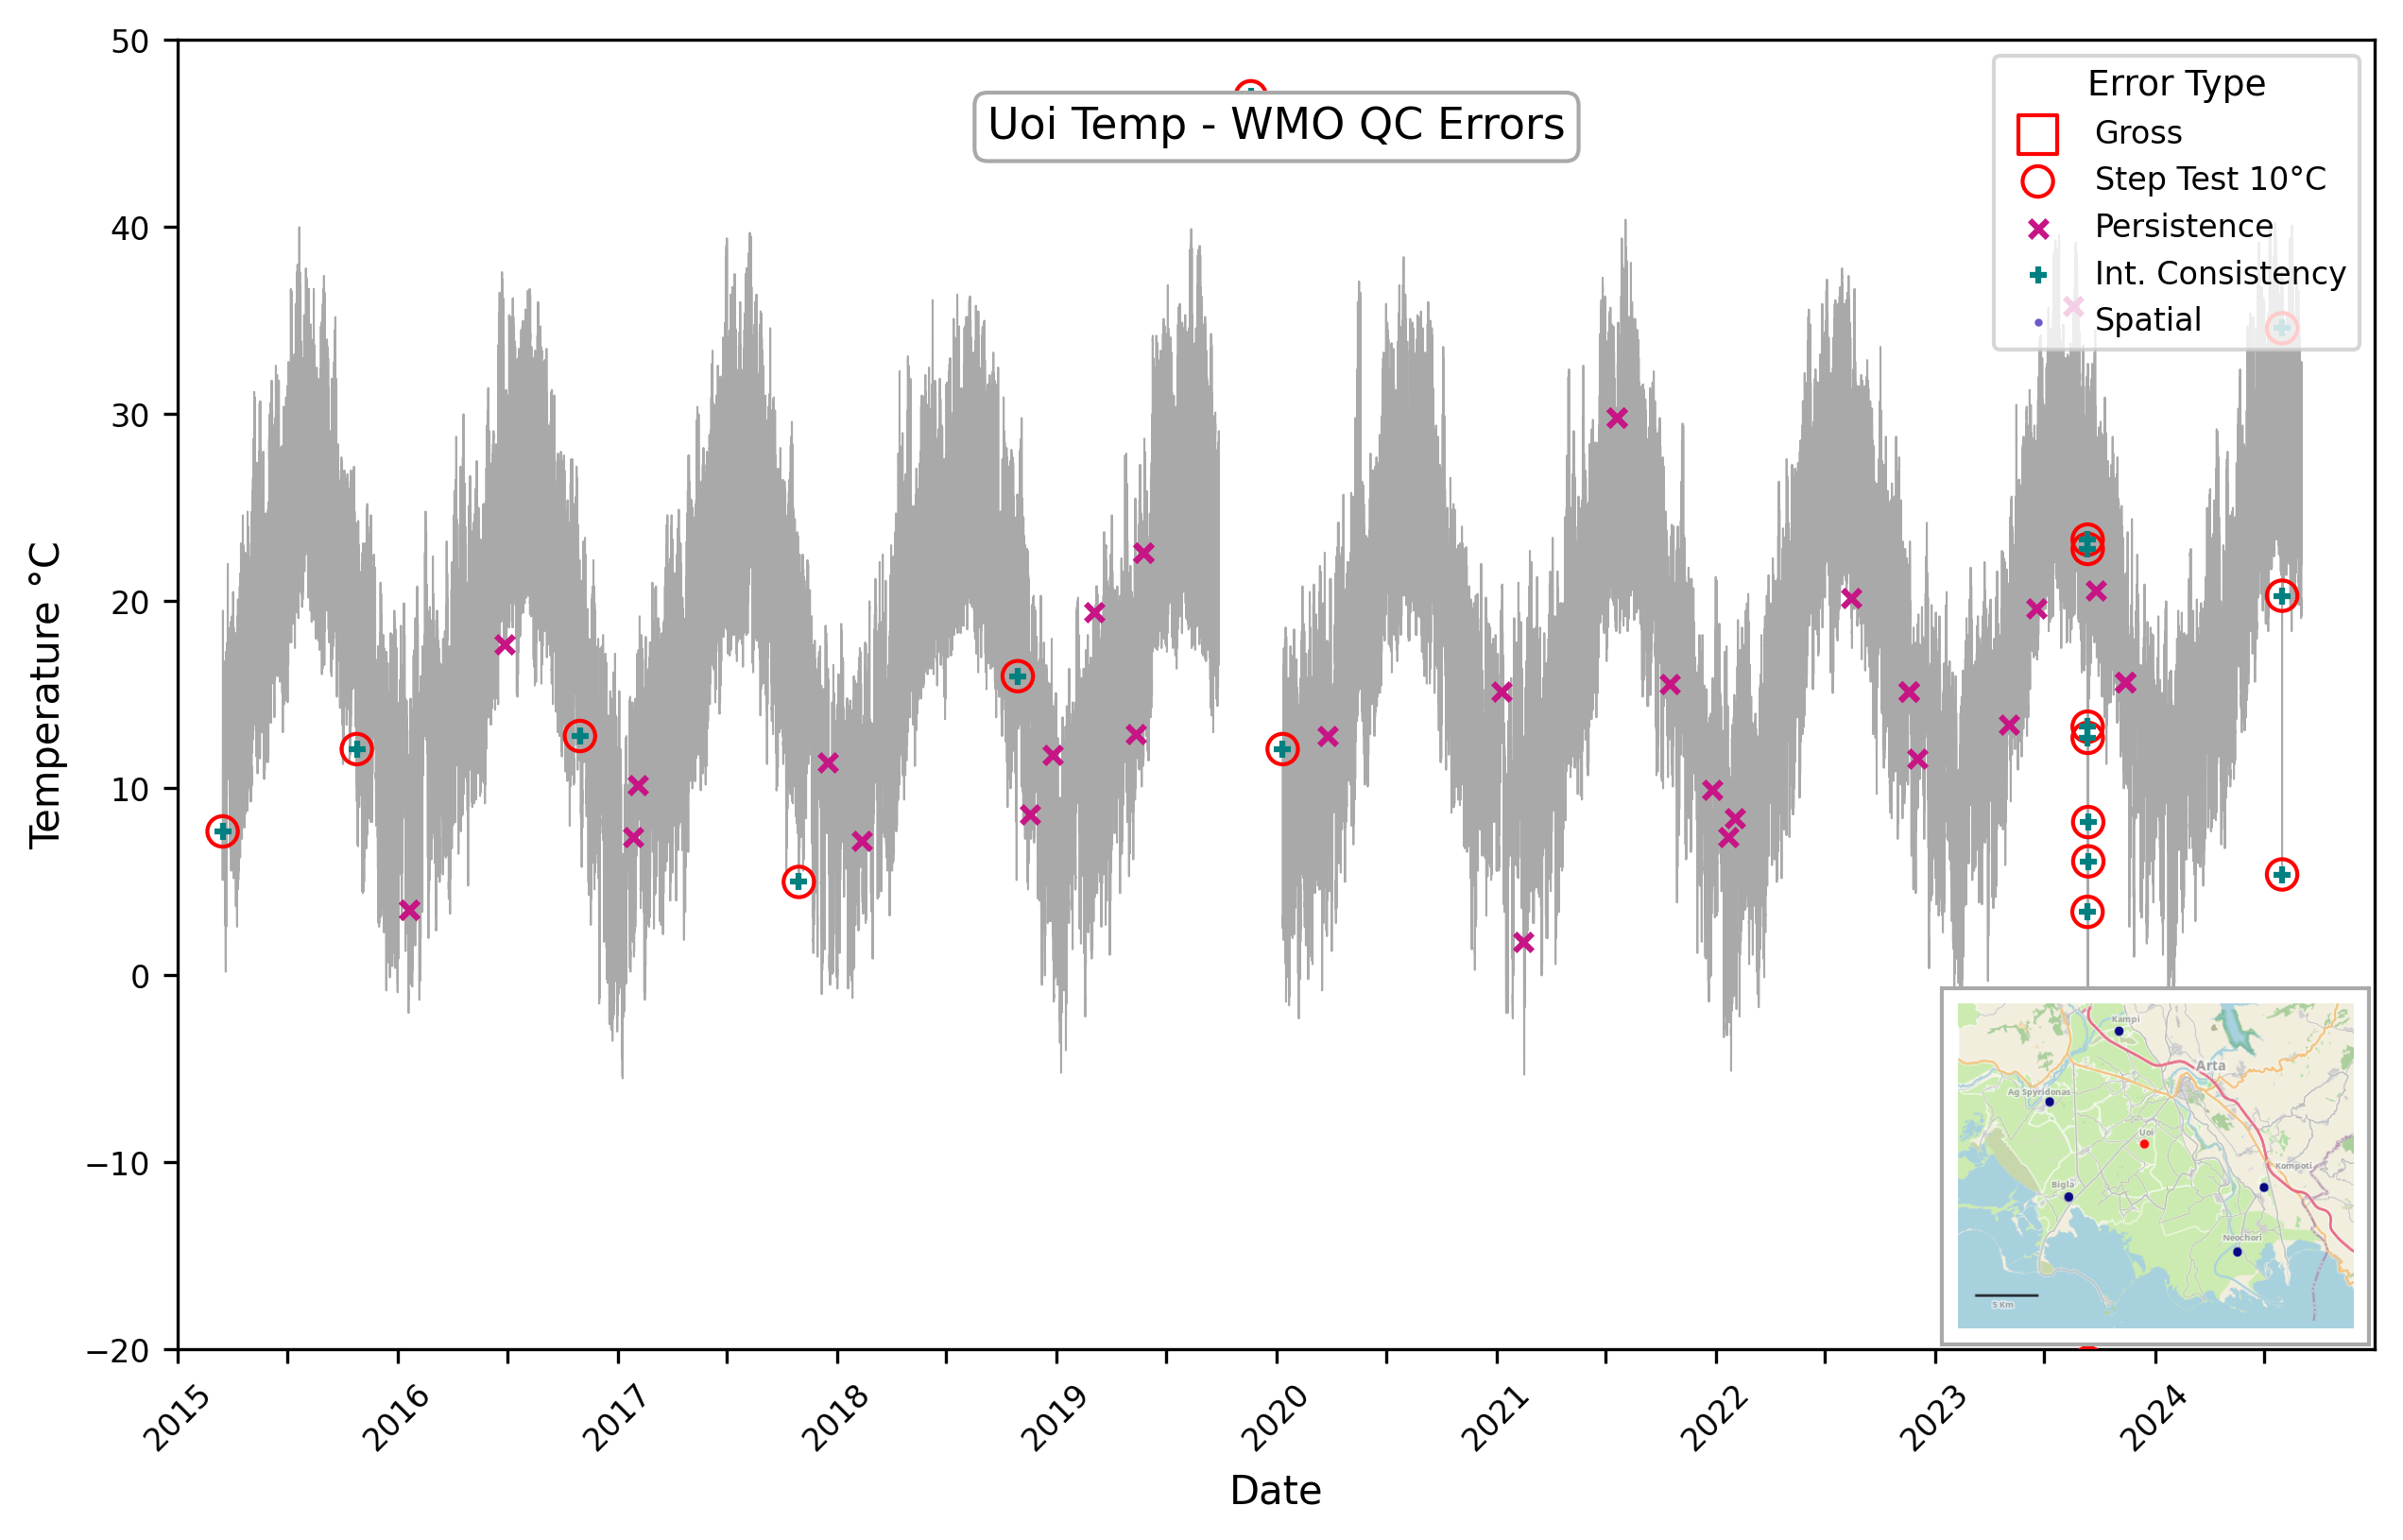 50
40
30
20
10
0
−10
−20
Temperature °C
Uoi Temp - WMO QC Errors
Error Type
Gross
Step Test 10°C
Persistence
Int. Consistency
Spatial
Kampi
Arta
Ag Spyridonas
Uoi
Kompoti
Bigla
Neochori
5 Km
2015
2016
2017
2018
2019
2020
2021
2022
2023
2024
Date